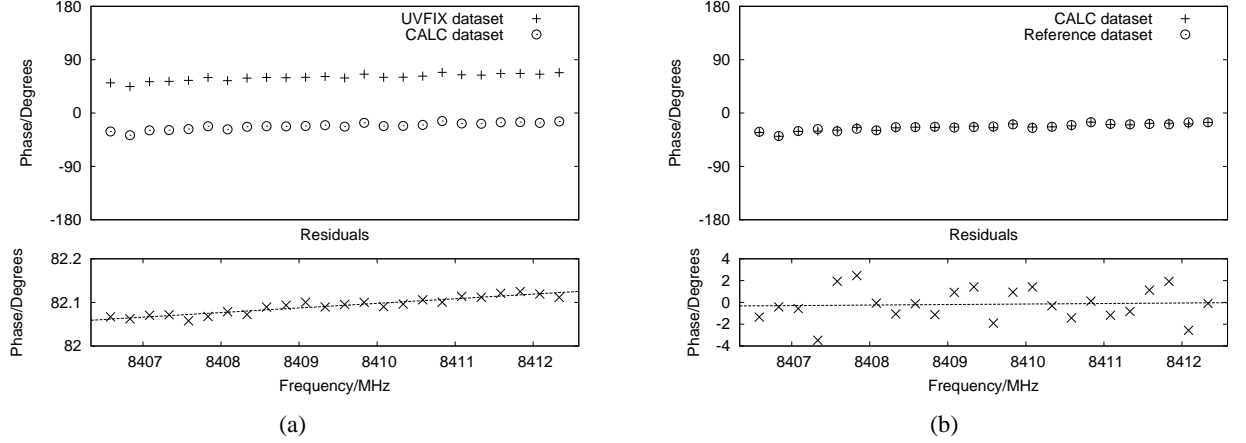 180
90
0
-90
-180
Phase/Degrees
UVFIX dataset
CALC dataset
Residuals
82.2
82.1
82
Phase/Degrees
8407 8408 8409 8410 8411 8412
Frequency/MHz
(a)
180
90
0
-90
-180
Phase/Degrees
CALC dataset
Reference dataset
Residuals
4
2
0
-2
-4
Phase/Degrees
8407 8408 8409 8410 8411 8412
Frequency/MHz
(b)